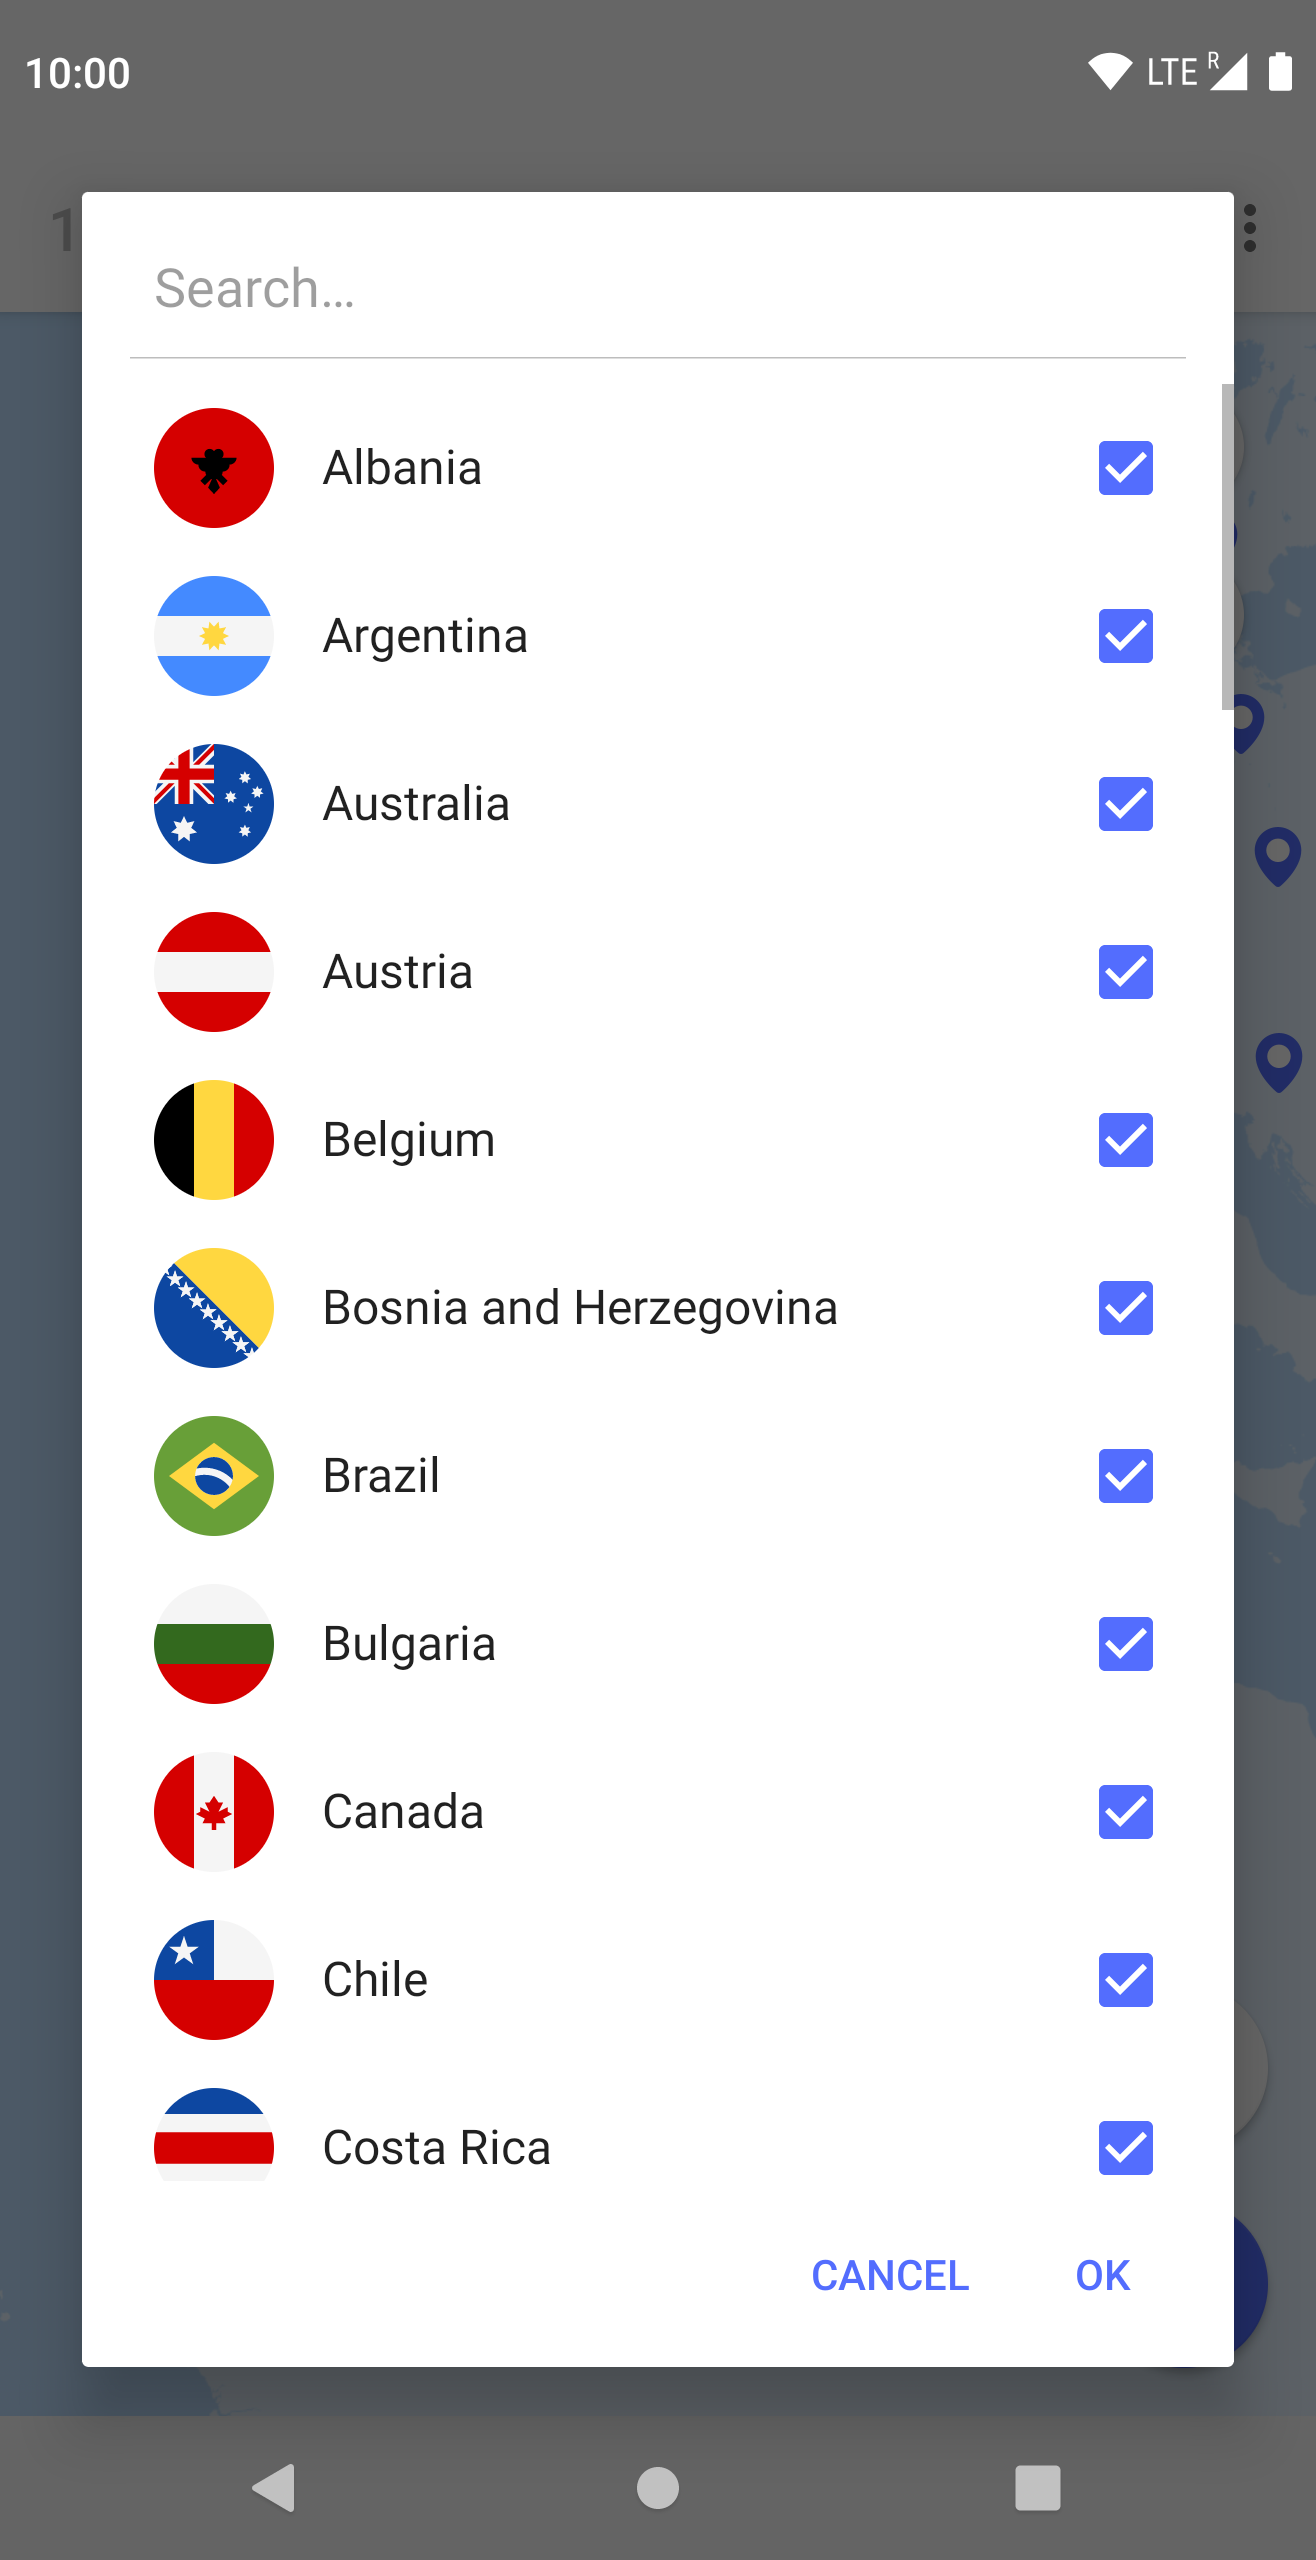 10:00
LTE R
1
Search...
Albania
Argentina
Australia
Austria
Belgium
Bosnia and Herzegovina
Brazil
Bulgaria
Canada
Chile
Costa Rica
CANCEL OK